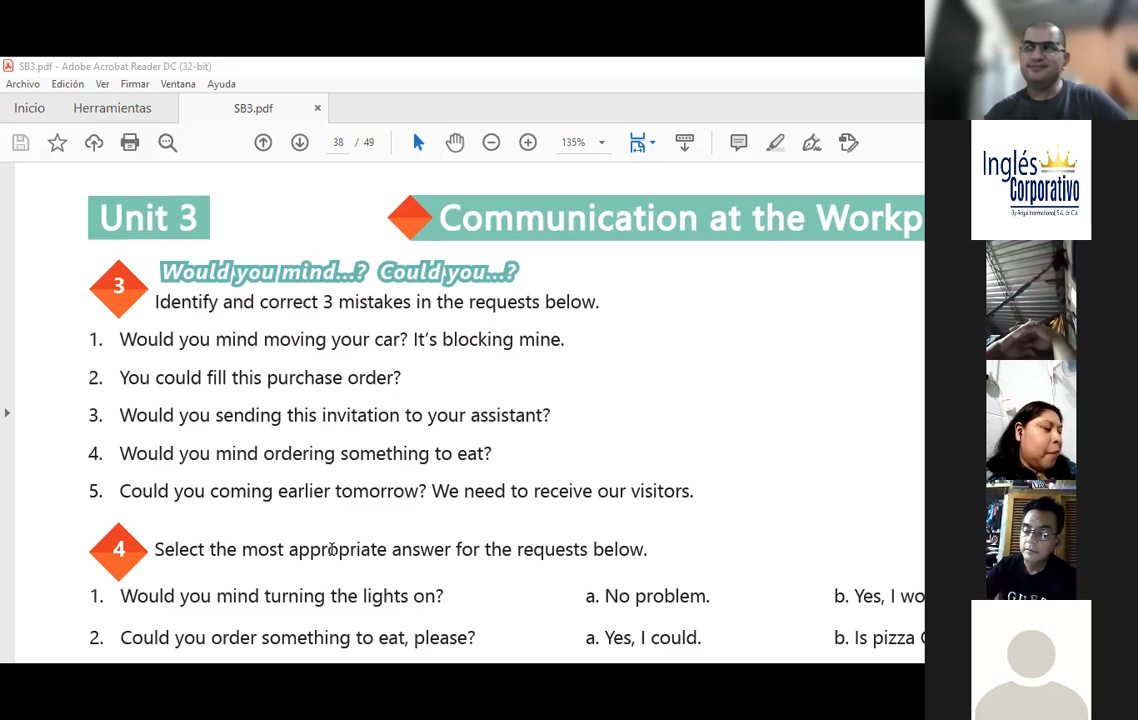 SB3.pdf - Adobe Acrobat Reader DC (32-bit)
Archivo Edición Ver Firmar Ventana Ayuda
Inicio Herramientas SB3.pdf ×
38 / 49 135%
Unit 3 Communication at the Workp
3 Would you mind...? Could you...?
Identify and correct 3 mistakes in the requests below.
1. Would you mind moving your car? It's blocking mine.
2. You could fill this purchase order?
3. Would you sending this invitation to your assistant?
4. Would you mind ordering something to eat?
5. Could you coming earlier tomorrow? We need to receive our visitors.
4 Select the most appropriate answer for the requests below.
1. Would you mind turning the lights on? a. No problem. b. Yes, I wo
2. Could you order something to eat, please? a. Yes, I could. b. Is pizza
Inglés
Corporativo
By Regal International, S.A. de C.V.
GUE